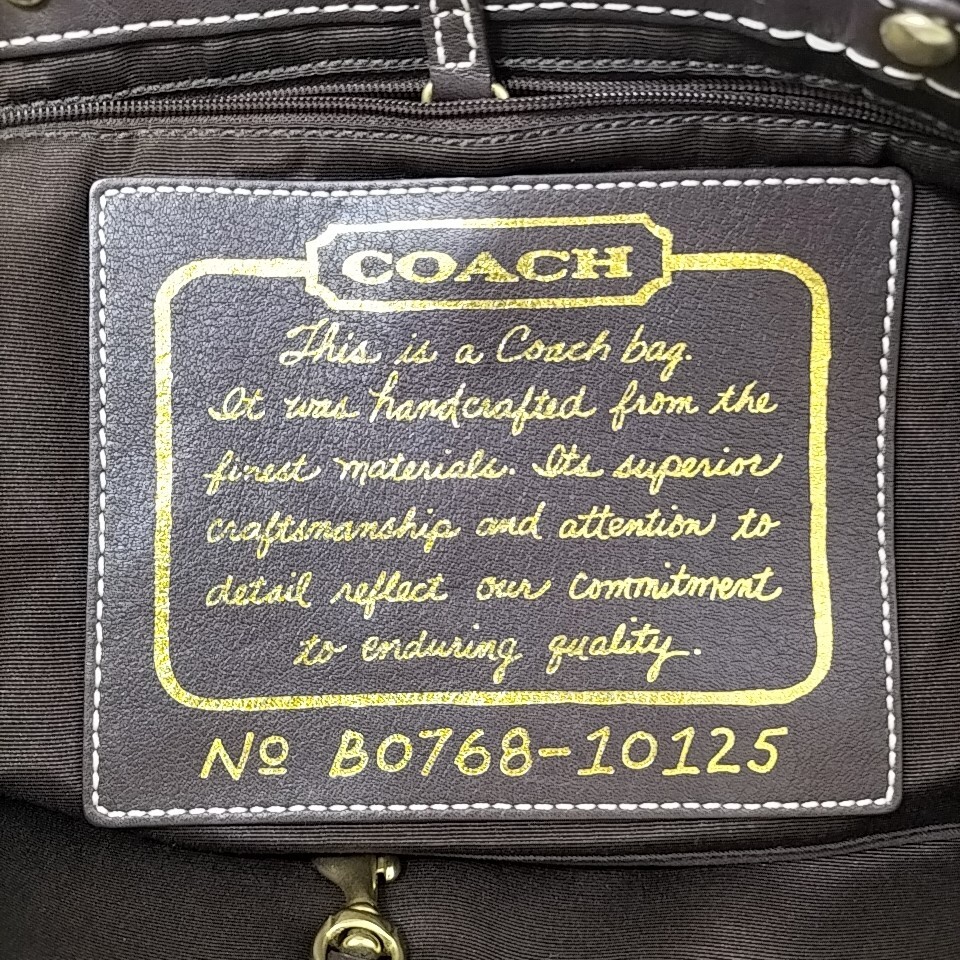 COACH
This is a Coach bag.
It was handcrafted from the
finest materials. Its superior
craftsmanship and attention to
detail reflect our commitment
to enduring quality.
Nº B0768-10125